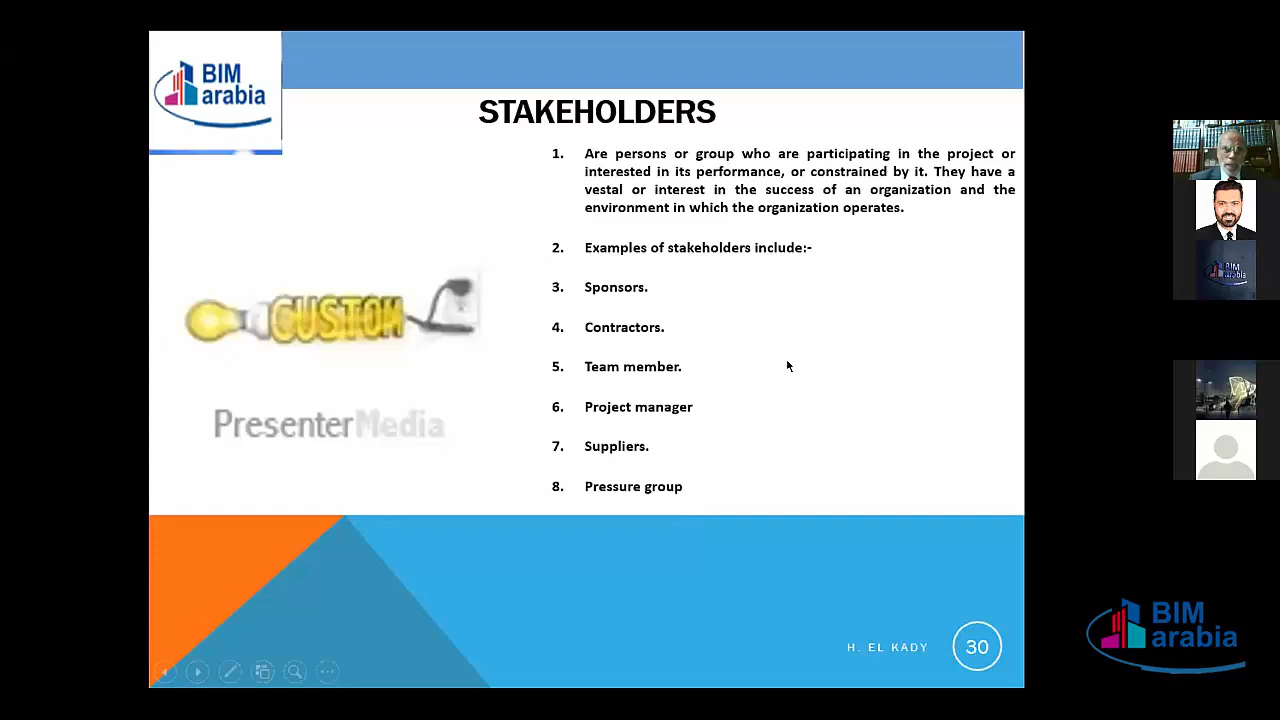 BIM
arabia
STAKEHOLDERS
1. Are persons or group who are participating in the project or
interested in its performance, or constrained by it. They have a
vestal or interest in the success of an organization and the
environment in which the organization operates.
2. Examples of stakeholders include:-
3. Sponsors.
4. Contractors.
5. Team member.
6. Project manager
7. Suppliers.
8. Pressure group
CUSTOM
PresenterMedia
H. EL KADY
30
BIM
arabia
BIM
arabia